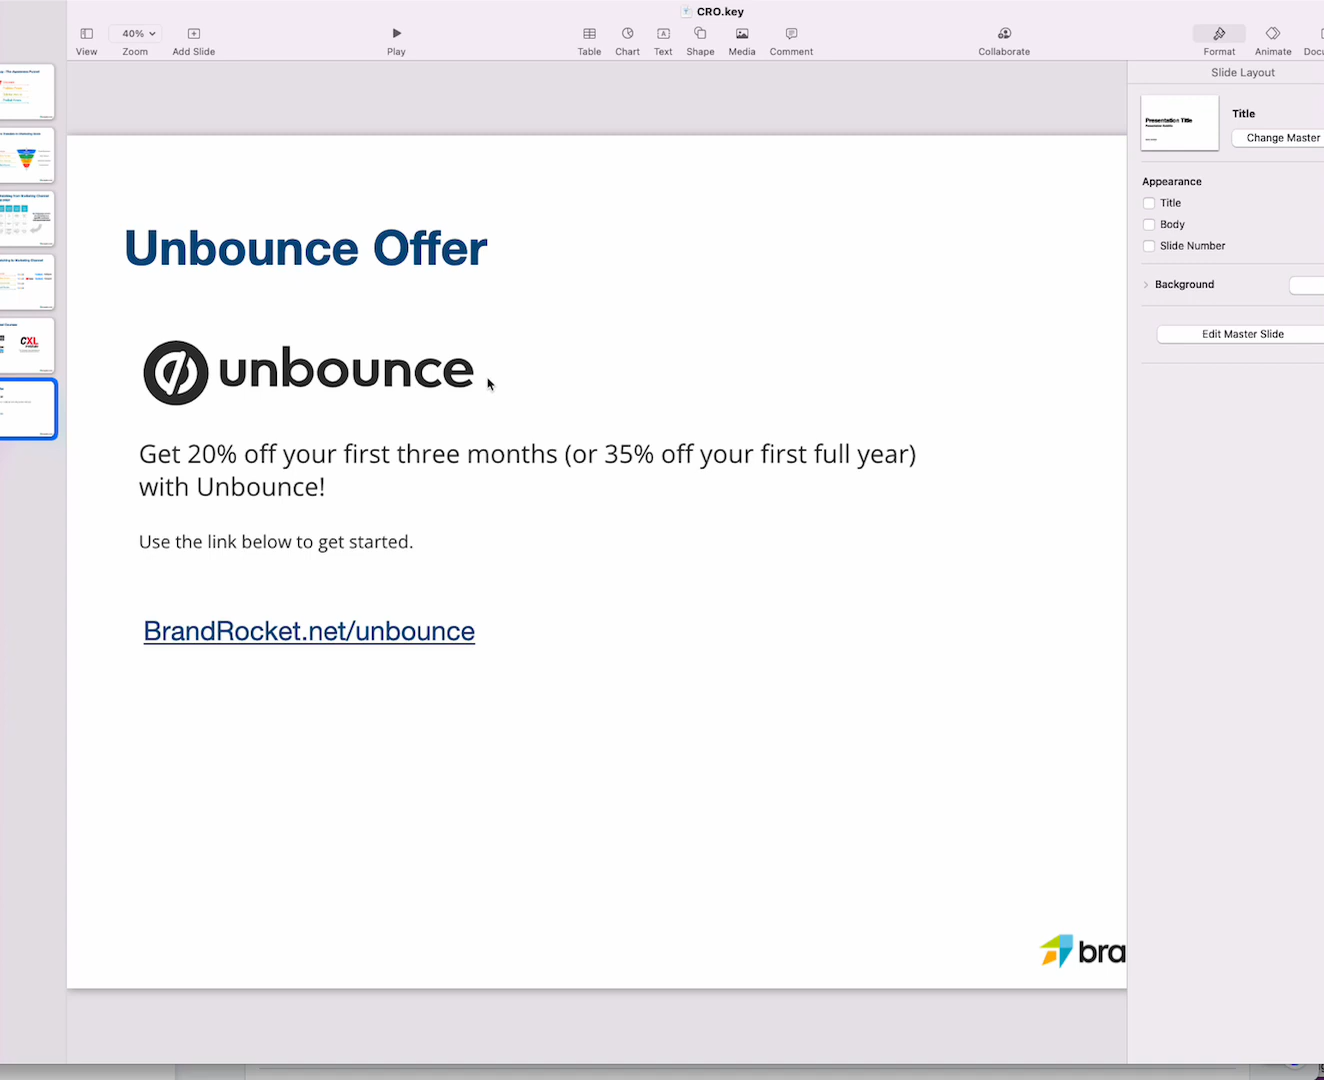 CRO.key
View
40%
Zoom
Add Slide
Play
Table
Chart
Text
Shape
Media
Comment
Collaborate
Format
Animate
Slide Layout
Presentation Title
Title
Change Master
Appearance
Title
Body
Slide Number
Background
Edit Master Slide
CXL
Unbounce Offer
unbounce
Get 20% off your first three months (or 35% off your first full year)
with Unbounce!
Use the link below to get started.
BrandRocket.net/unbounce
bra